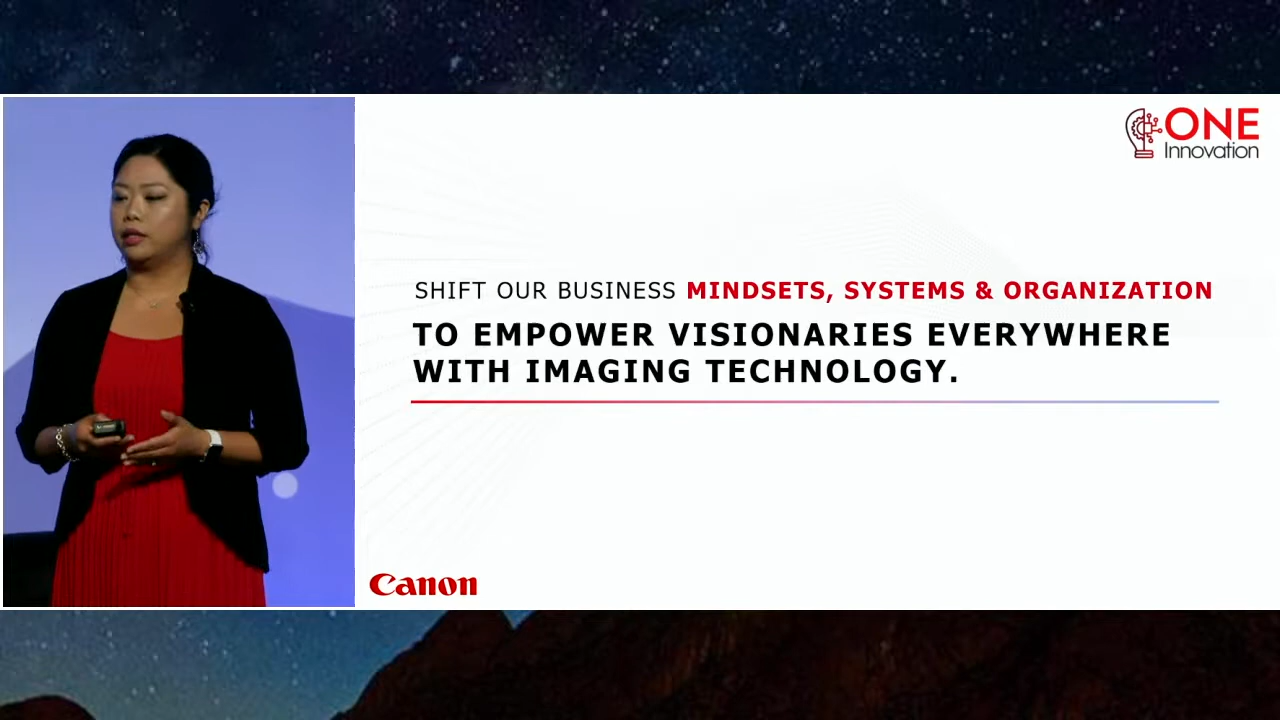 ONE
Innovation
SHIFT OUR BUSINESS MINDSETS, SYSTEMS & ORGANIZATION
TO EMPOWER VISIONARIES EVERYWHERE
WITH IMAGING TECHNOLOGY.
Canon